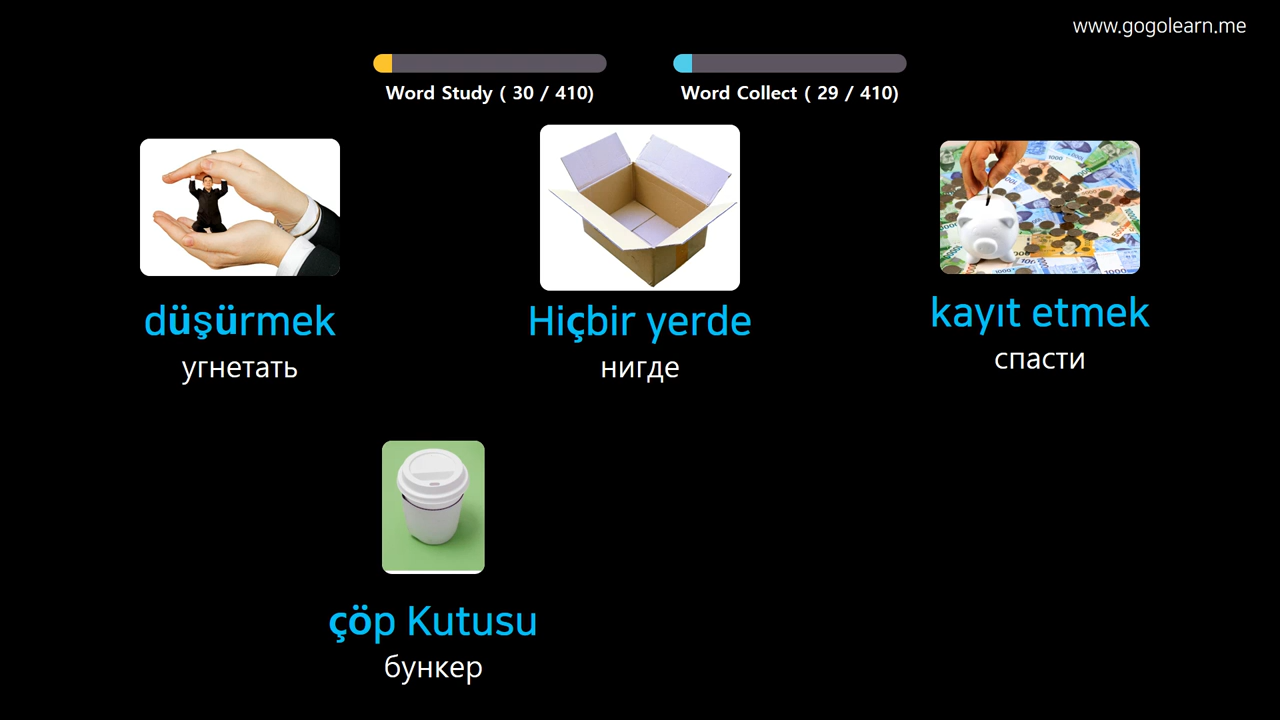 www.gogolearn.me
Word Study ( 30 / 410)
Word Collect ( 29 / 410)
düşürmek
угнетать
Hiçbir yerde
нигде
kayıt etmek
спасти
çöp Kutusu
бункер